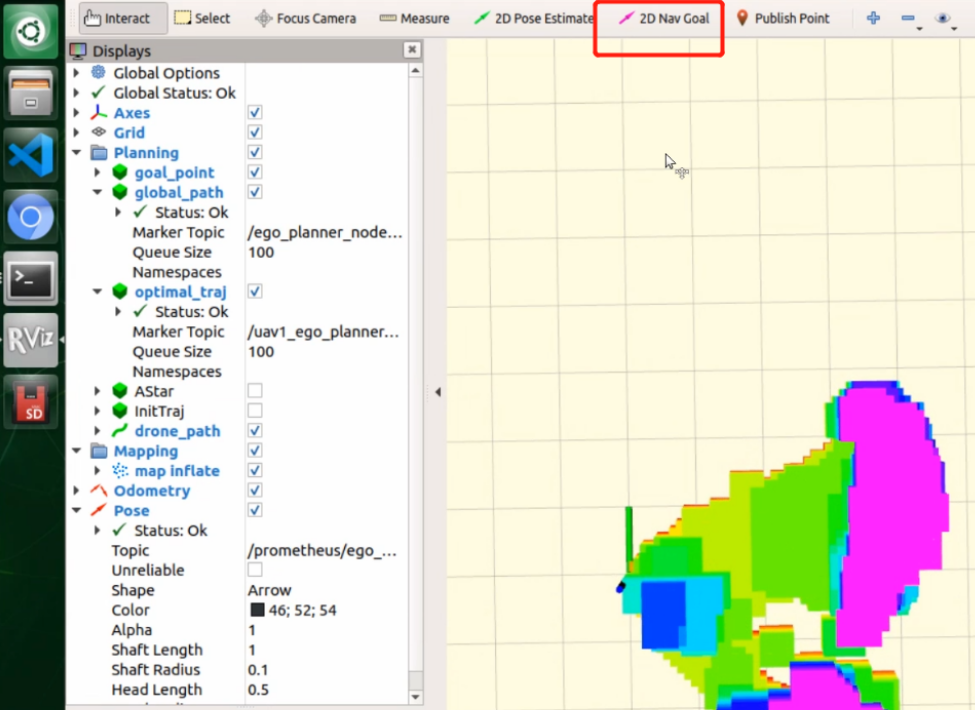 Interact Select Focus Camera Measure 2D Pose Estimate 2D Nav Goal Publish Point
Displays
Global Options
Global Status: Ok
Axes
Grid
Planning
goal_point
global_path
Status: Ok
Marker Topic /ego_planner_node...
Queue Size 100
Namespaces
optimal_traj
Status: Ok
Marker Topic /uav1_ego_planner...
Queue Size 100
Namespaces
AStar
InitTraj
drone_path
Mapping
map inflate
Odometry
Pose
Status: Ok
Topic /prometheus/ego_...
Unreliable
Shape Arrow
Color 46; 52; 54
Alpha 1
Shaft Length 1
Shaft Radius 0.1
Head Length 0.5
RViz
SD